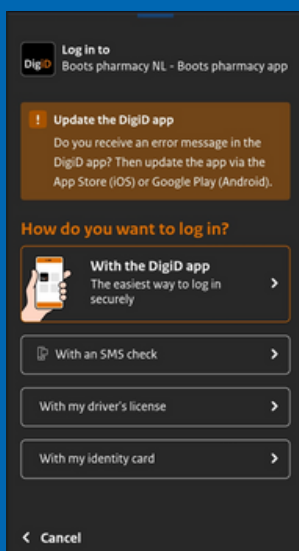 Log in to
DigiD
Boots pharmacy NL - Boots pharmacy app
! Update the DigiD app
Do you receive an error message in the
DigiD app? Then update the app via the
App Store (iOS) or Google Play (Android).
How do you want to log in?
With the DigiD app
The easiest way to log in
securely
With an SMS check
With my driver's license
With my identity card
Cancel